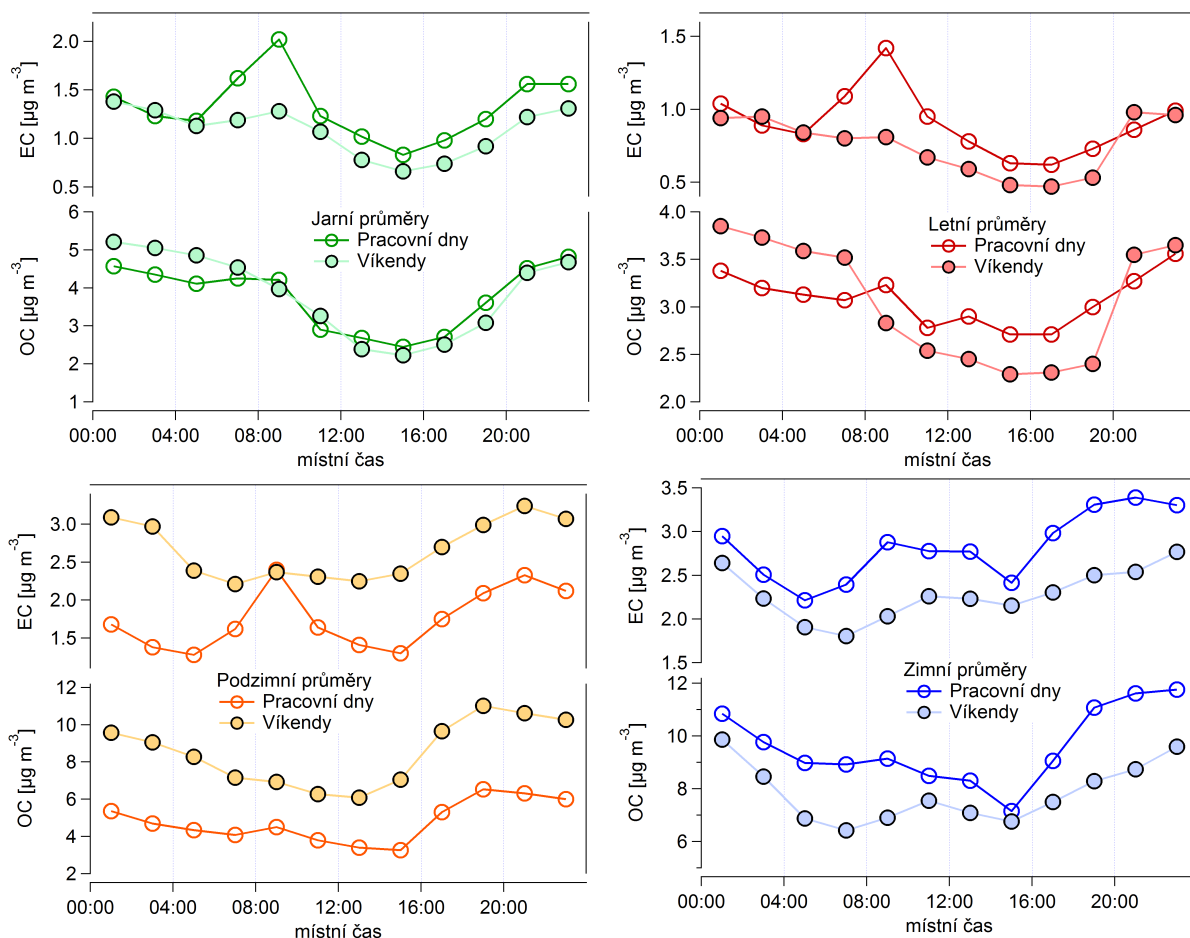 EC [µg m⁻³]
2.0
1.5
1.0
0.5
OC [µg m⁻³]
6
5
4
3
2
1
Jarní průměry
Pracovní dny
Víkendy
00:00 04:00 08:00 12:00 16:00 20:00
místní čas
EC [µg m⁻³]
1.5
1.0
0.5
OC [µg m⁻³]
4.0
3.5
3.0
2.5
2.0
Letní průměry
Pracovní dny
Víkendy
00:00 04:00 08:00 12:00 16:00 20:00
místní čas
EC [µg m⁻³]
3.0
2.5
2.0
1.5
OC [µg m⁻³]
12
10
8
6
4
2
Podzimní průměry
Pracovní dny
Víkendy
00:00 04:00 08:00 12:00 16:00 20:00
místní čas
EC [µg m⁻³]
3.5
3.0
2.5
2.0
1.5
OC [µg m⁻³]
12
10
8
6
Zimní průměry
Pracovní dny
Víkendy
00:00 04:00 08:00 12:00 16:00 20:00
místní čas